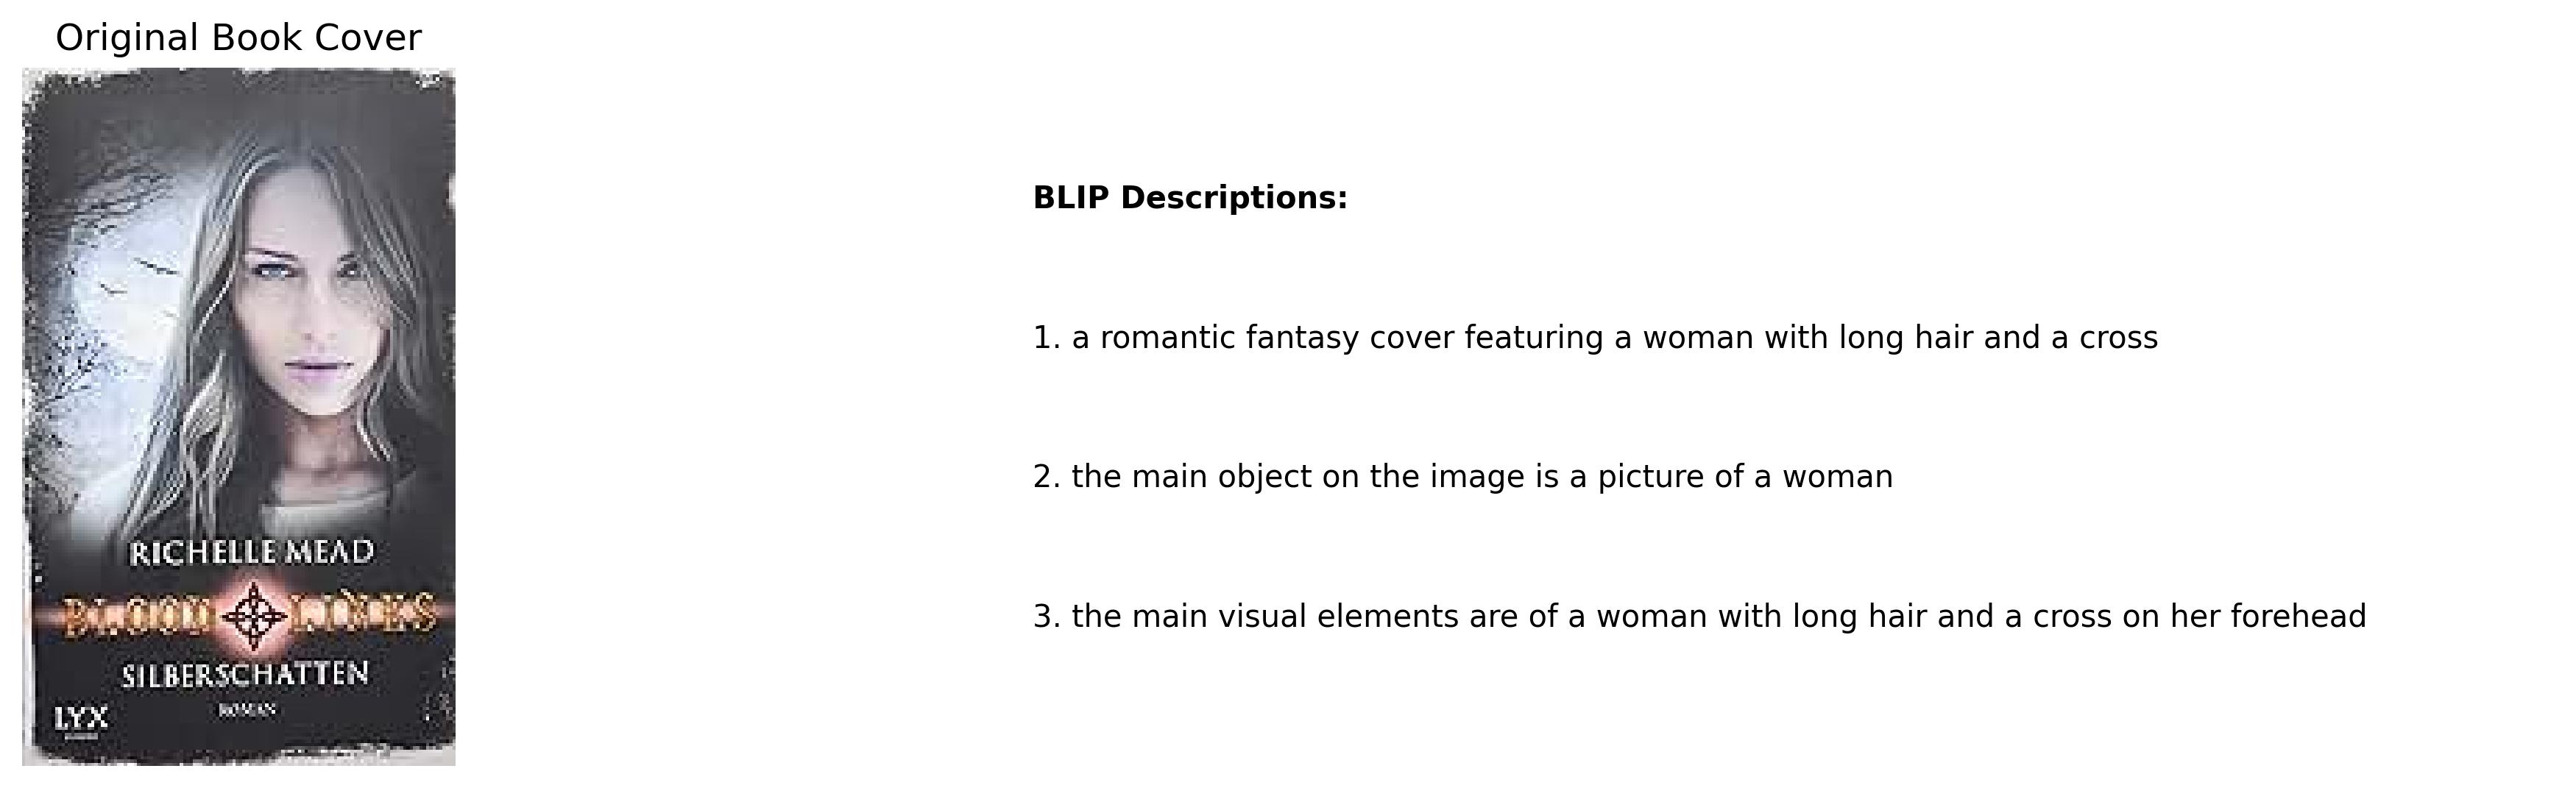 Original Book Cover
RICHELLE MEAD
BLOOD LINES
SILBERSCHATTEN
ROMAN
LYX
BLIP Descriptions:
1. a romantic fantasy cover featuring a woman with long hair and a cross
2. the main object on the image is a picture of a woman
3. the main visual elements are of a woman with long hair and a cross on her forehead